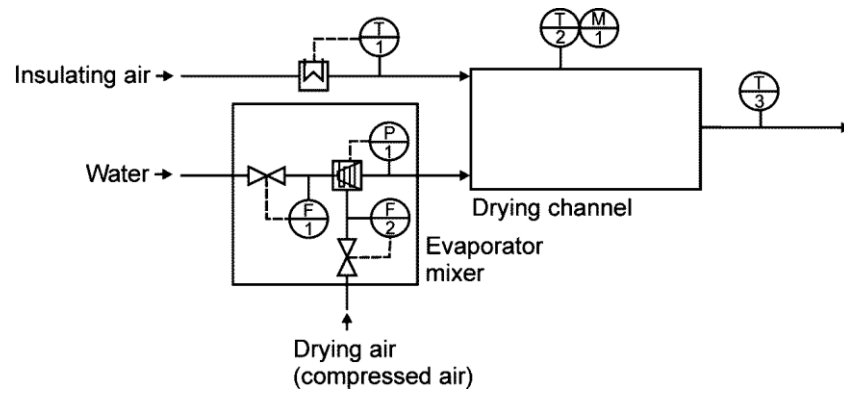 T
1
T
2
M
1
Insulating air
T
3
P
1
Water
F
1
F
2
Drying channel
Evaporator
mixer
Drying air
(compressed air)